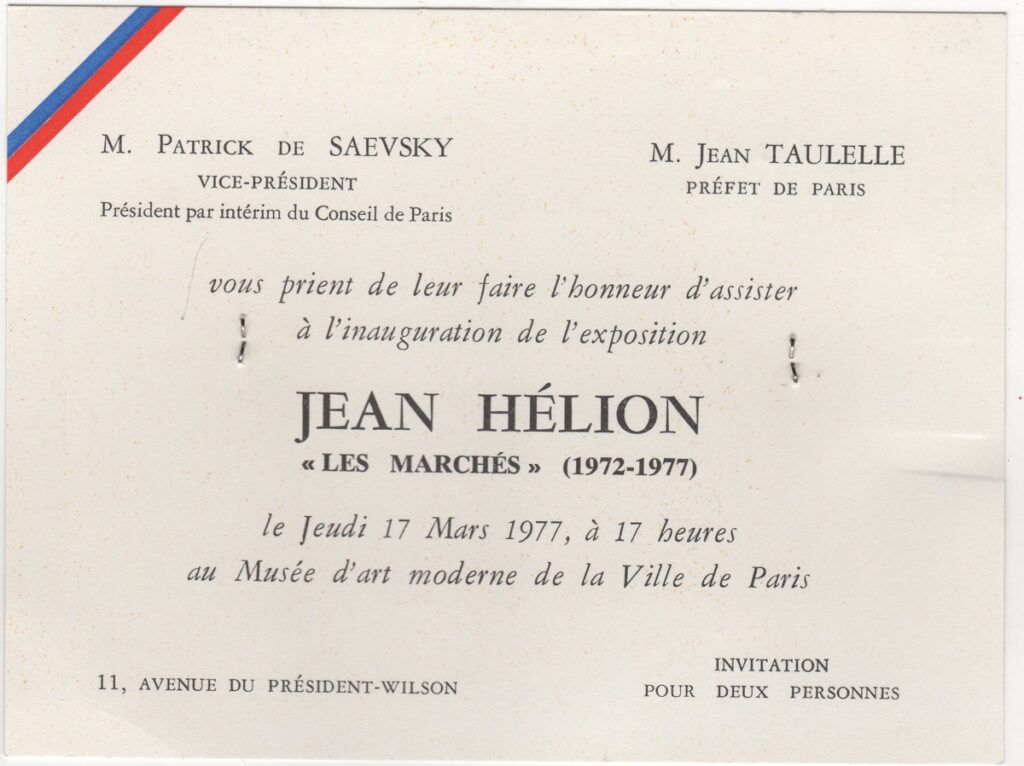 M. PATRICK DE SAEVSKY
VICE-PRÉSIDENT
Président par intérim du Conseil de Paris
M. JEAN TAULELLE
PRÉFET DE PARIS
vous prient de leur faire l'honneur d'assister
à l'inauguration de l'exposition
JEAN HÉLION
« LES MARCHÉS » (1972-1977)
le Jeudi 17 Mars 1977, à 17 heures
au Musée d'art moderne de la Ville de Paris
11, AVENUE DU PRÉSIDENT-WILSON
INVITATION
POUR DEUX PERSONNES